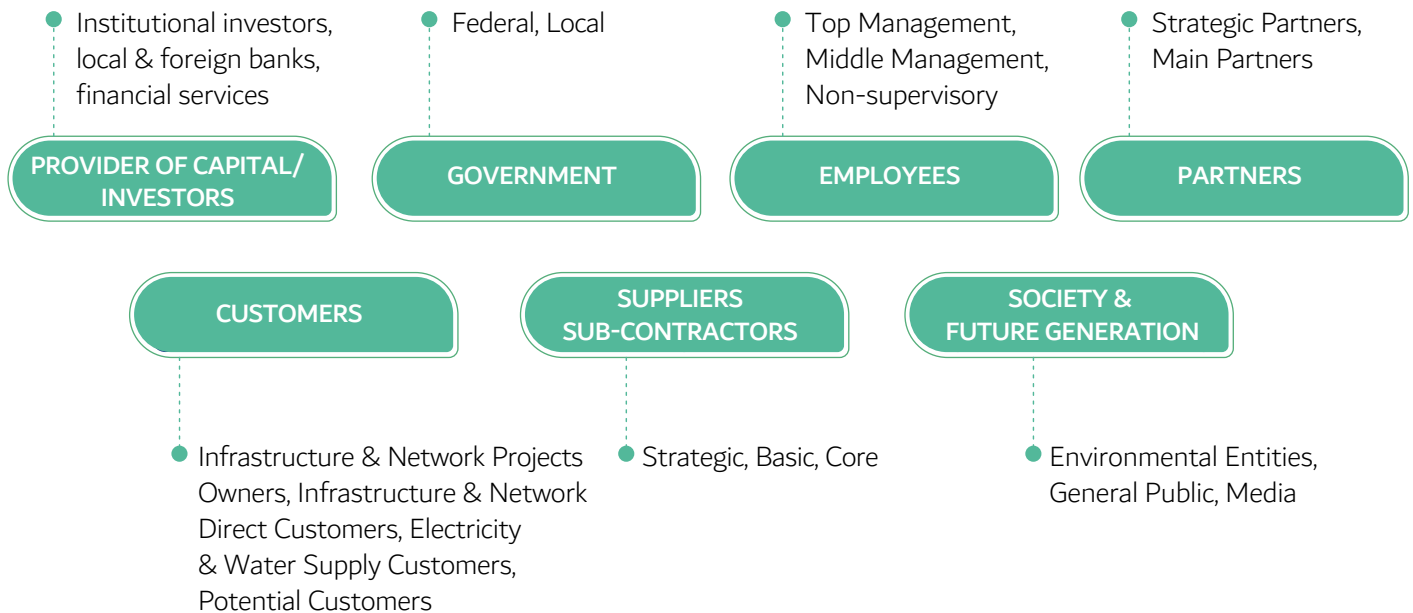 Institutional investors,
local & foreign banks,
financial services
PROVIDER OF CAPITAL/
INVESTORS
Federal, Local
GOVERNMENT
Top Management,
Middle Management,
Non-supervisory
EMPLOYEES
Strategic Partners,
Main Partners
PARTNERS
CUSTOMERS
Infrastructure & Network Projects
Owners, Infrastructure & Network
Direct Customers, Electricity
& Water Supply Customers,
Potential Customers
SUPPLIERS
SUB-CONTRACTORS
Strategic, Basic, Core
SOCIETY &
FUTURE GENERATION
Environmental Entities,
General Public, Media